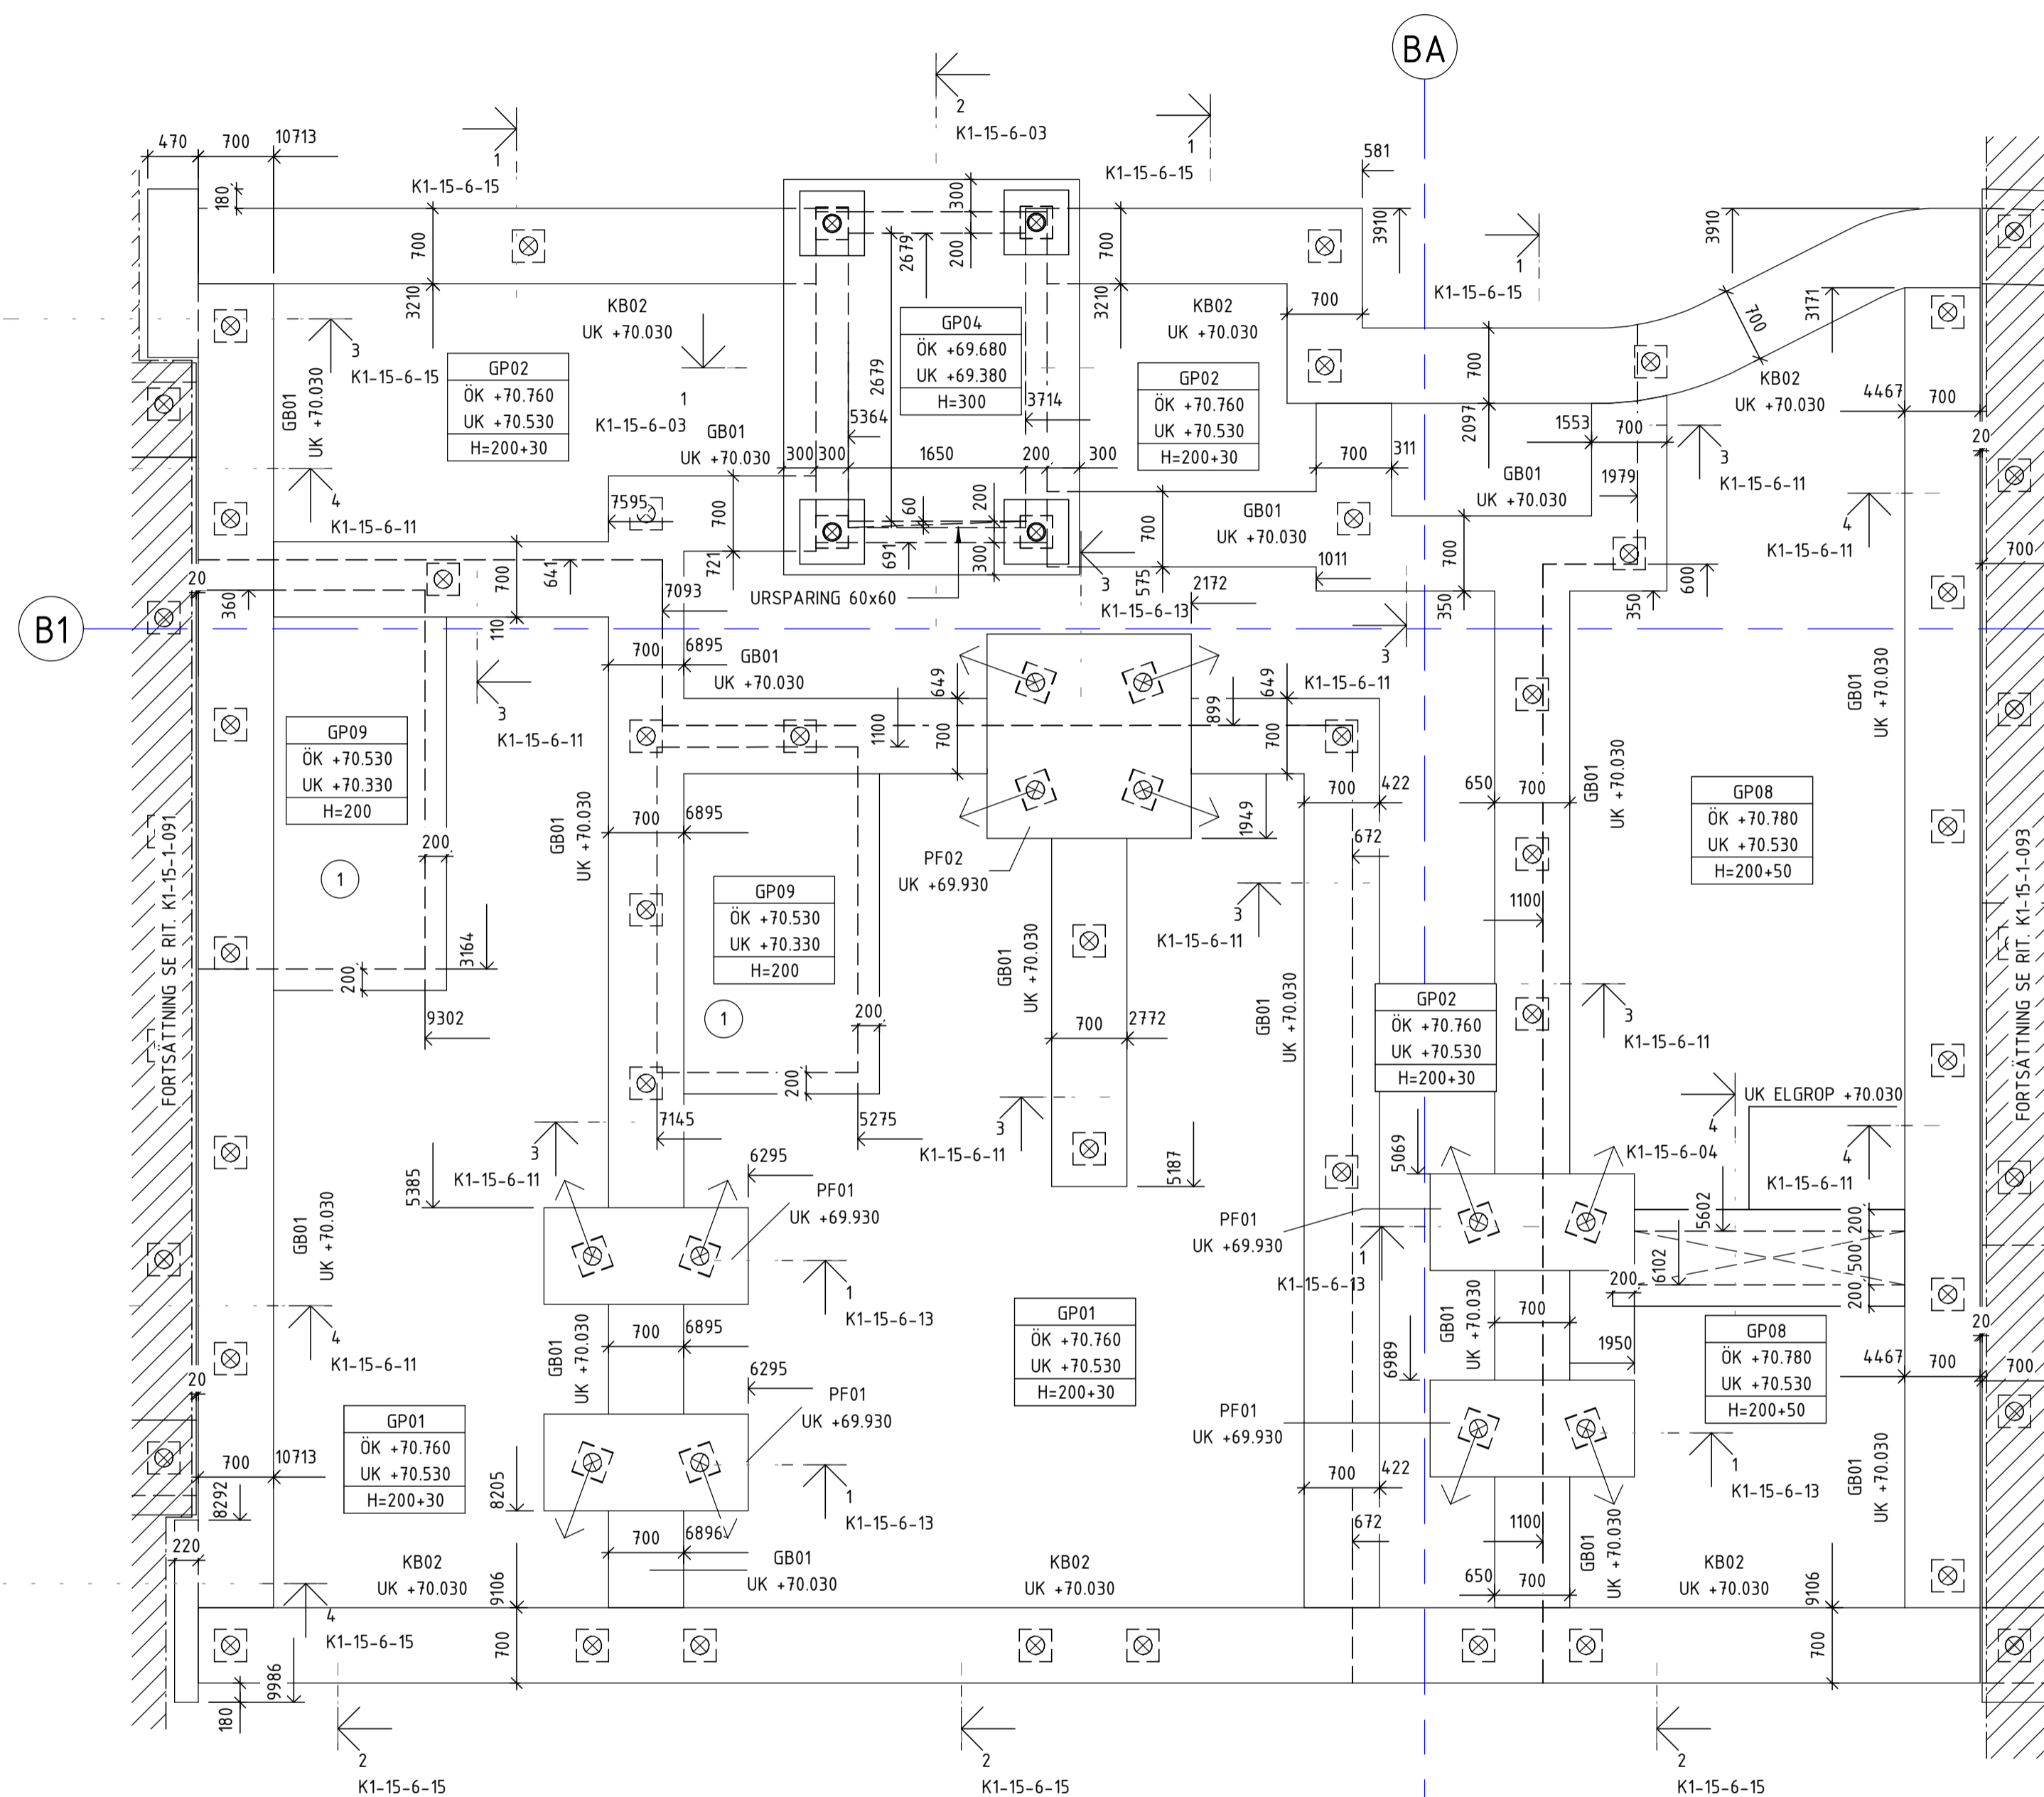 BA
2
K1-15-6-03
470
700
10713
1
K1-15-6-15
1
K1-15-6-15
581
180
700
3210
300
2679
200
700
3210
3910
1
K1-15-6-15
3910
700
3171
3
K1-15-6-15
KB02
UK +70.030
GP04
ÖK +69.680
UK +69.380
H=300
KB02
UK +70.030
700
GB01
UK +70.030
GP02
ÖK +70.760
UK +70.530
H=200+30
1
K1-15-6-03
2679
5364
3714
GP02
ÖK +70.760
UK +70.530
H=200+30
700
2097
KB02
UK +70.030
4467
700
20
GB01
UK +70.030
300
300
1650
200
300
700
311
1553
700
3
K1-15-6-11
GB01
UK +70.030
1979
4
K1-15-6-11
7595
700
721
60
200
691
300
700
575
GB01
UK +70.030
700
350
4
K1-15-6-11
700
B1
20
360
700
110
641
7093
URSPARING 60x60
3
K1-15-6-13
2172
1011
3
K1-15-6-11
350
600
700
6895
GB01
UK +70.030
3
K1-15-6-11
649
1100
700
899
649
700
GB01
UK +70.030
GP09
ÖK +70.530
UK +70.330
H=200
GB01
UK +70.030
700
6895
700
422
650
700
GB01
UK +70.030
GP08
ÖK +70.780
UK +70.530
H=200+50
1949
672
200
1
PF02
UK +69.930
GP09
ÖK +70.530
UK +70.330
H=200
3
K1-15-6-11
1100
FORTSÄTTNING SE RIT. K1-15-1-091
FORTSÄTTNING SE RIT. K1-15-1-093
3164
200
9302
1
200
GB01
UK +70.030
GB01
UK +70.030
GP02
ÖK +70.760
UK +70.530
H=200+30
3
K1-15-6-11
700
2772
200
UK ELGROP +70.030
7145
5275
3
K1-15-6-11
3
K1-15-6-11
5385
6295
5187
5069
4
K1-15-6-04
4
K1-15-6-11
PF01
UK +69.930
PF01
UK +69.930
5602
200
500
200
6102
200
GB01
UK +70.030
1
K1-15-6-13
1
K1-15-6-13
4
K1-15-6-11
GB01
UK +70.030
700
6895
GP01
ÖK +70.760
UK +70.530
H=200+30
GB01
UK +70.030
700
1950
6989
GP08
ÖK +70.780
UK +70.530
H=200+50
4467
700
20
700
20
6295
PF01
UK +69.930
PF01
UK +69.930
GP01
ÖK +70.760
UK +70.530
H=200+30
700
10713
8292
8205
1
K1-15-6-13
700
422
1
K1-15-6-13
GB01
UK +70.030
220
700
6896
672
1100
GB01
UK +70.030
KB02
UK +70.030
9106
GB01
UK +70.030
KB02
UK +70.030
650
700
KB02
UK +70.030
9106
4
K1-15-6-15
700
700
180
9986
2
K1-15-6-15
2
K1-15-6-15
2
K1-15-6-15